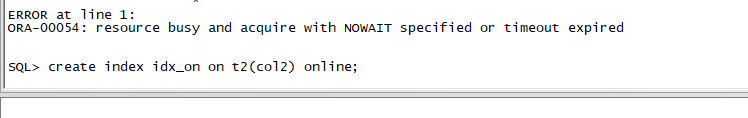 ERROR at line 1:
ORA-00054: resource busy and acquire with NOWAIT specified or timeout expired
SQL> create index idx_on on t2(col2) online;